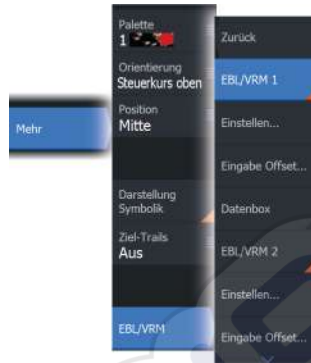 Mehr
Palette
1
Orientierung
Steuerkurs oben
Position
Mitte
Darstellung
Symbolik
Ziel-Trails
Aus
EBL/VRM
Zurück
EBL/VRM 1
Einstellen...
Eingabe Offset...
Datenbox
EBL/VRM 2
Einstellen...
Eingabe Offset...